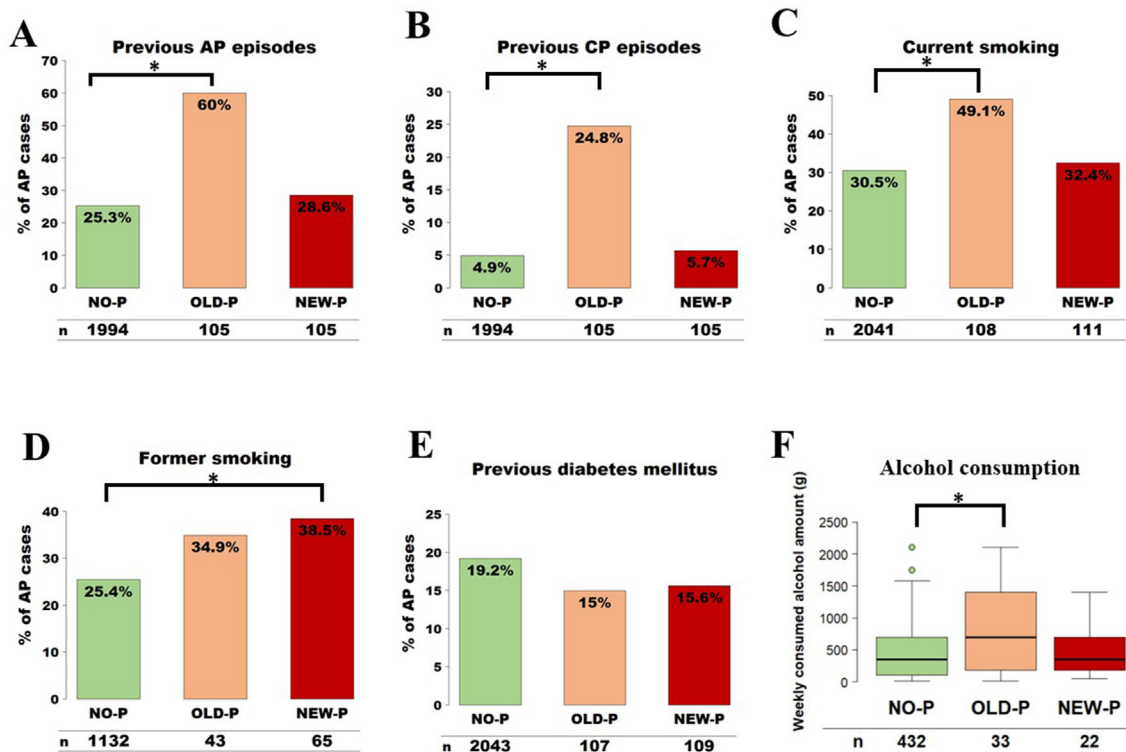 A
Previous AP episodes
*
% of AP cases
70
60
50
40
30
20
10
0
25.3%
60%
28.6%
NO-P OLD-P NEW-P
n 1994 105 105
B
Previous CP episodes
*
% of AP cases
30
25
20
15
10
5
0
4.9%
24.8%
5.7%
NO-P OLD-P NEW-P
n 1994 105 105
C
Current smoking
*
% of AP cases
50
40
30
20
10
0
30.5%
49.1%
32.4%
NO-P OLD-P NEW-P
n 2041 108 111
D
Former smoking
*
% of AP cases
40
30
20
10
0
25.4%
34.9%
38.5%
NO-P OLD-P NEW-P
n 1132 43 65
E
Previous diabetes mellitus
% of AP cases
25
20
15
10
5
0
19.2%
15%
15.6%
NO-P OLD-P NEW-P
n 2043 107 109
F
Alcohol consumption
*
Weekly consumed alcohol amount (g)
2500
2000
1500
1000
500
0
NO-P OLD-P NEW-P
n 432 33 22